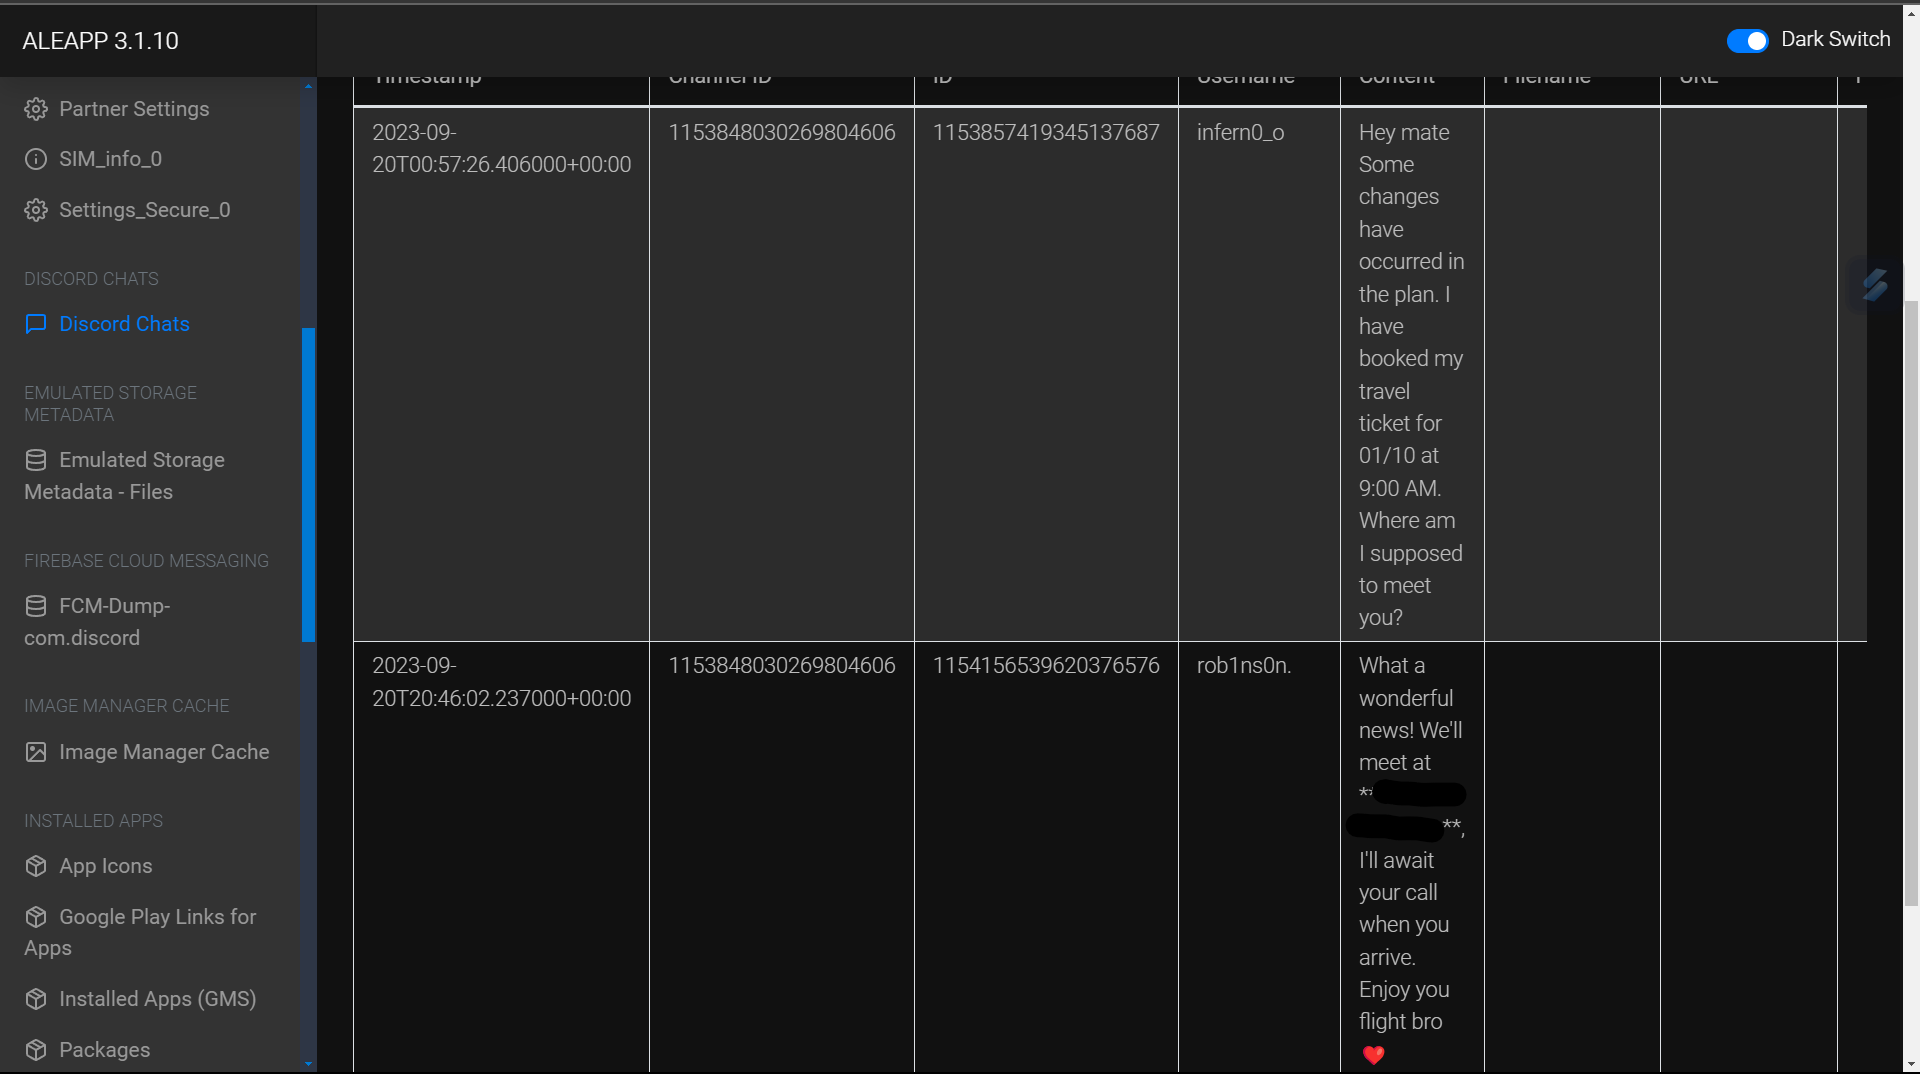 ALEAPP 3.1.10
Dark Switch
Partner Settings
SIM_info_0
Settings_Secure_0
DISCORD CHATS
Discord Chats
EMULATED STORAGE
METADATA
Emulated Storage
Metadata - Files
FIREBASE CLOUD MESSAGING
FCM-Dump-
com.discord
IMAGE MANAGER CACHE
Image Manager Cache
INSTALLED APPS
App Icons
Google Play Links for
Apps
Installed Apps (GMS)
Packages
Timestamp
Channel ID
ID
Username
Content
Filename
URL
2023-09-
20T00:57:26.406000+00:00
1153848030269804606
1153857419345137687
infern0_o
Hey mate
Some
changes
have
occurred in
the plan. I
have
booked my
travel
ticket for
01/10 at
9:00 AM.
Where am
I supposed
to meet
you?
2023-09-
20T20:46:02.237000+00:00
1153848030269804606
1154156539620376576
rob1ns0n.
What a
wonderful
news! We'll
meet at
**
**,
I'll await
your call
when you
arrive.
Enjoy you
flight bro
❤️